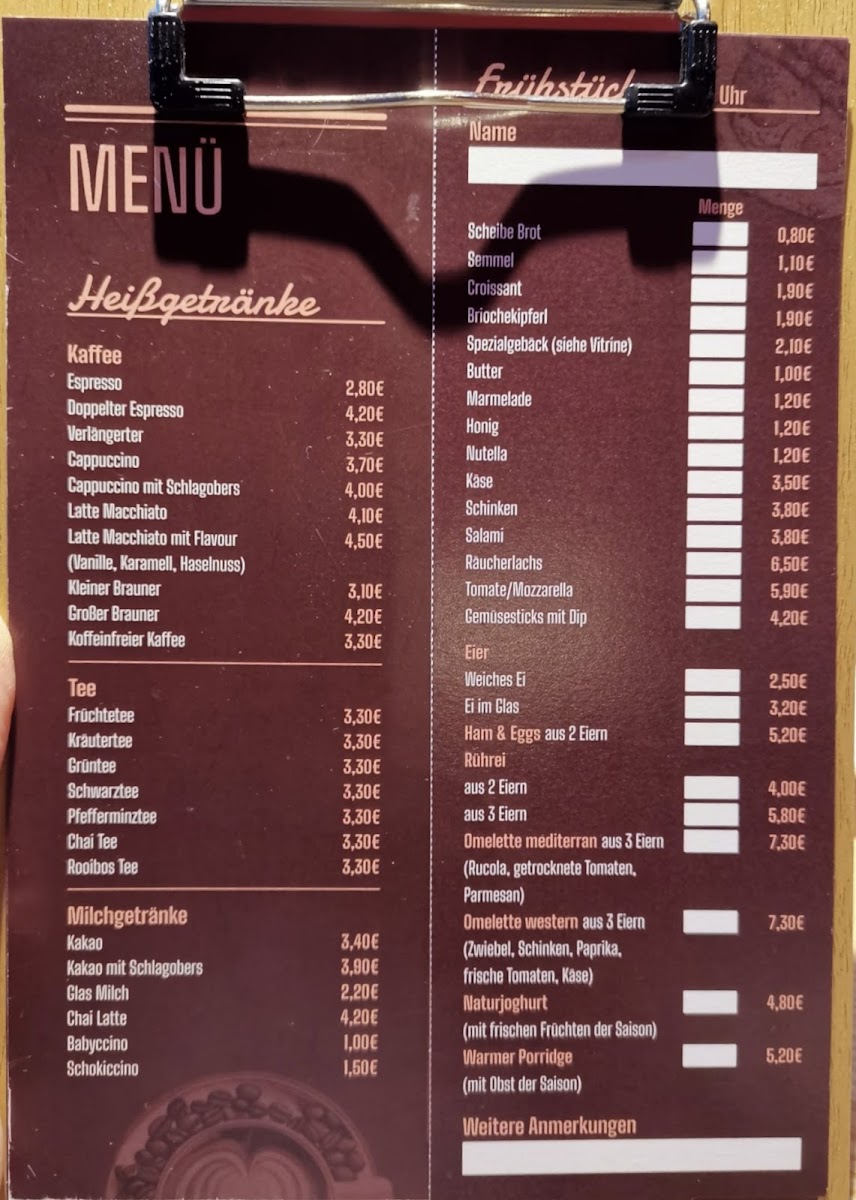 MENÜ
Heißgetränke
Kaffee
Espresso 2,80€
Doppelter Espresso 4,20€
Verlängerter 3,30€
Cappuccino 3,70€
Cappuccino mit Schlagobers 4,00€
Latte Macchiato 4,10€
Latte Macchiato mit Flavour 4,50€
(Vanille, Karamell, Haselnuss)
Kleiner Brauner 3,10€
Großer Brauner 4,20€
Koffeinfreier Kaffee 3,30€
Tee
Früchtetee 3,30€
Kräutertee 3,30€
Grüntee 3,30€
Schwarztee 3,30€
Pfefferminztee 3,30€
Chai Tee 3,30€
Rooibos Tee 3,30€
Milchgetränke
Kakao 3,40€
Kakao mit Schlagobers 3,90€
Glas Milch 2,20€
Chai Latte 4,20€
Babyccino 1,00€
Schokiccino 1,50€
Frühstück Uhr
Name
Menge
Scheibe Brot 0,80€
Semmel 1,10€
Croissant 1,90€
Briochekipferl 1,90€
Spezialgebäck (siehe Vitrine) 2,10€
Butter 1,00€
Marmelade 1,20€
Honig 1,20€
Nutella 1,20€
Käse 3,50€
Schinken 3,80€
Salami 3,80€
Räucherlachs 6,50€
Tomate/Mozzarella 5,90€
Gemüsesticks mit Dip 4,20€
Eier
Weiches Ei 2,50€
Ei im Glas 3,20€
Ham & Eggs aus 2 Eiern 5,20€
Rührei
aus 2 Eiern 4,00€
aus 3 Eiern 5,80€
Omelette mediterran aus 3 Eiern 7,30€
(Rucola, getrocknete Tomaten,
Parmesan)
Omelette western aus 3 Eiern 7,30€
(Zwiebel, Schinken, Paprika,
frische Tomaten, Käse)
Naturjoghurt 4,80€
(mit frischen Früchten der Saison)
Warmer Porridge 5,20€
(mit Obst der Saison)
Weitere Anmerkungen